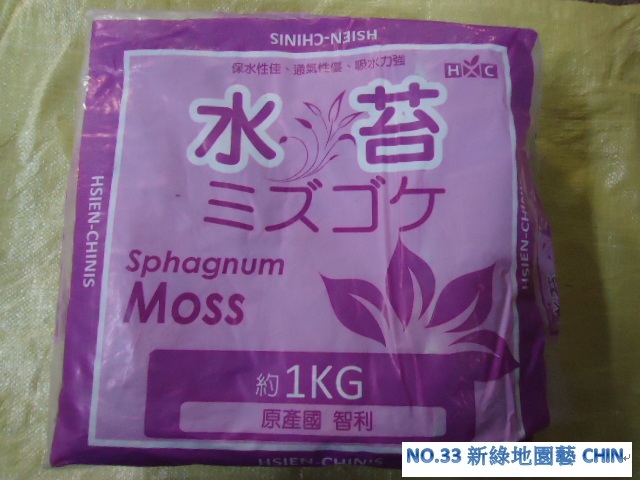 HSIEN-CHINIS
保水性佳、通氣性優、吸水力強
HC
水苔
ミズゴケ
HSIEN-CHINIS
HSIEN-CHINIS
Sphagnum
Moss
約1KG
原產國 智利
HSIEN-CHINIS
NO.33 新綠地園藝 CHIN